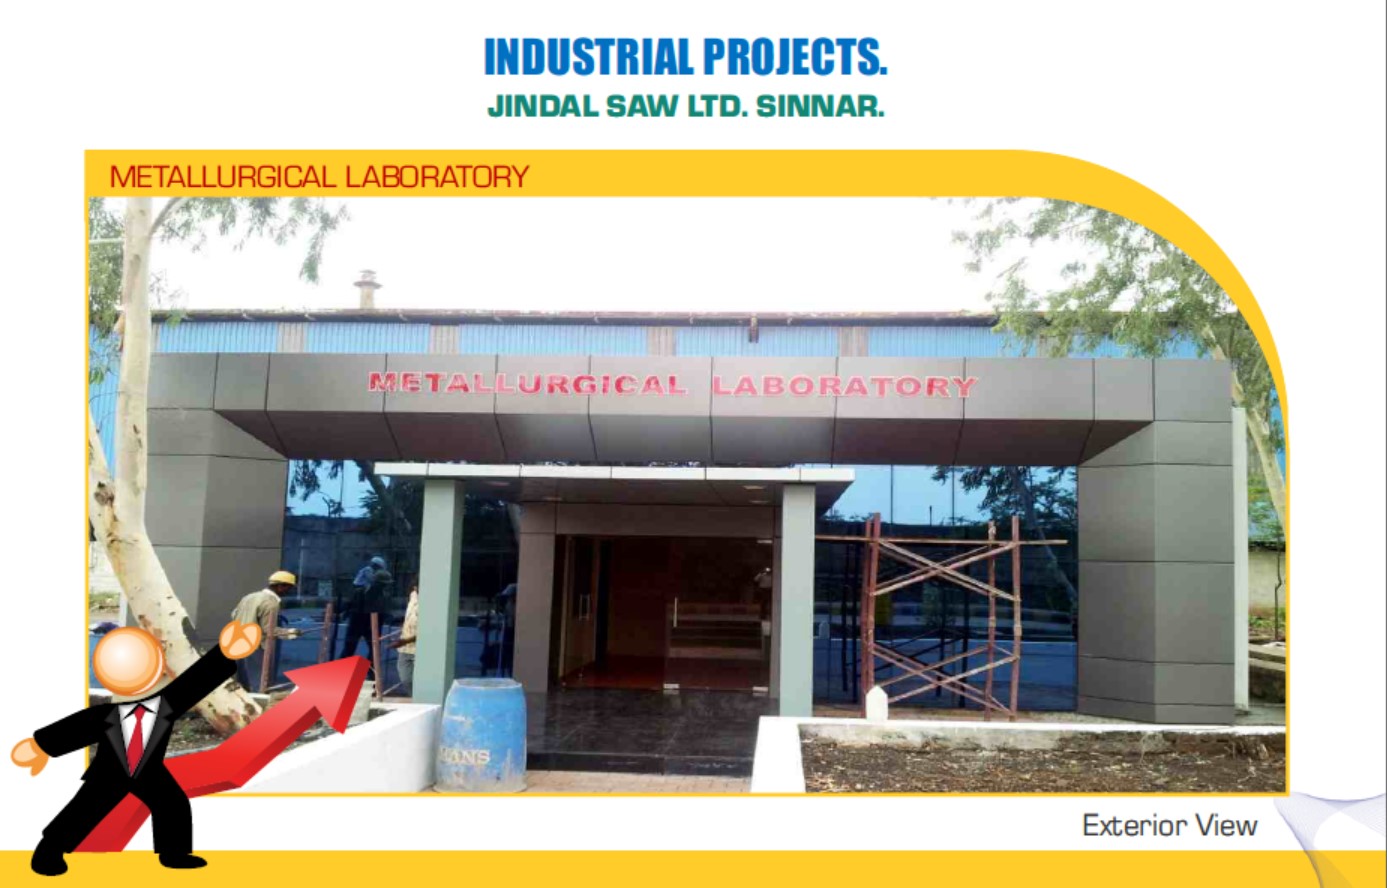 INDUSTRIAL PROJECTS.
JINDAL SAW LTD. SINNAR.
METALLURGICAL LABORATORY
METALLURGICAL LABORATORY
Exterior View